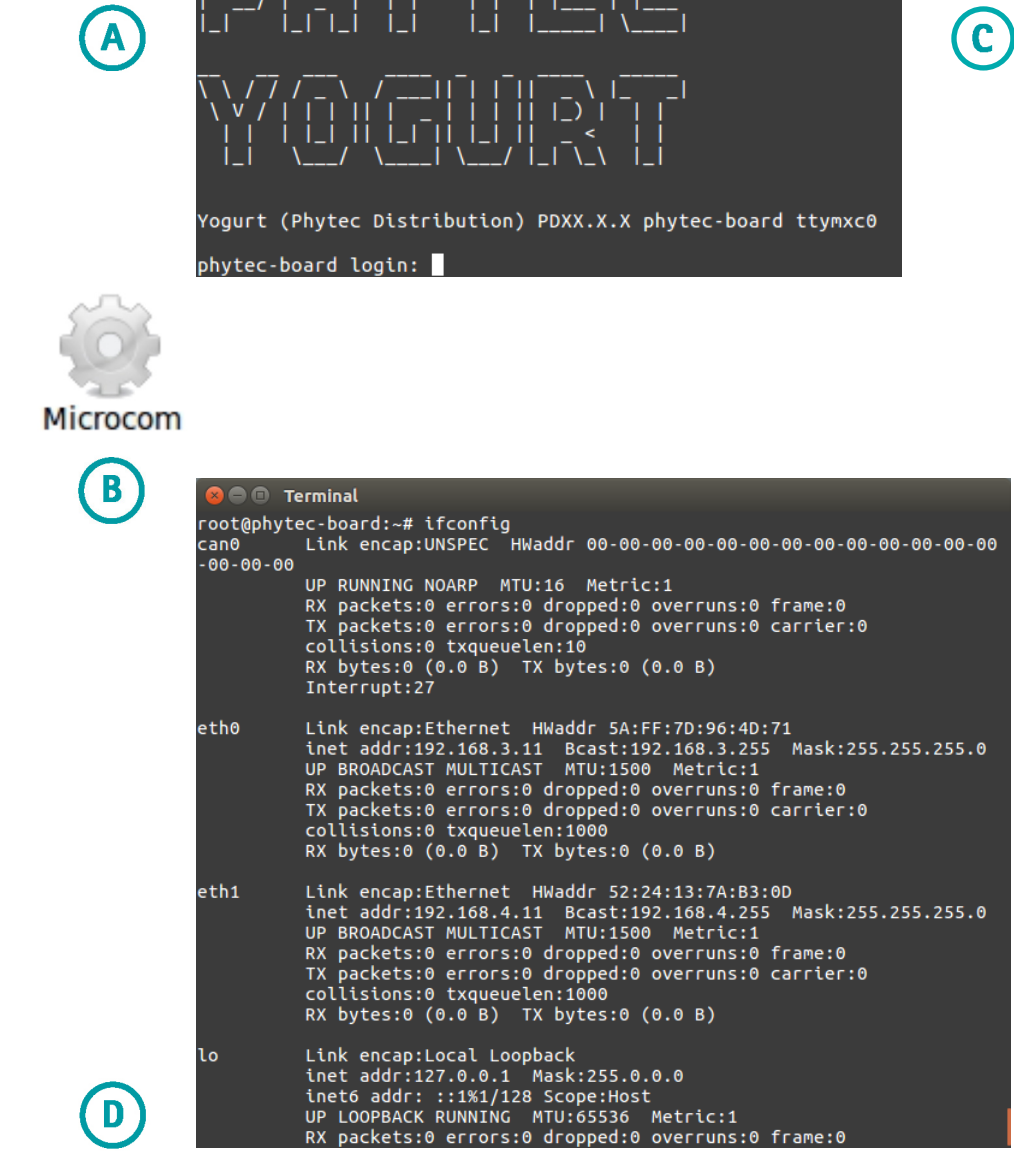 A
C
PHYTEC
YOGURT
Yogurt (Phytec Distribution) PDXX.X.X phytec-board ttymxc0
phytec-board login:
Microcom
B
Terminal
root@phytec-board:~# ifconfig
can0 Link encap:UNSPEC HWaddr 00-00-00-00-00-00-00-00-00-00-00-00-00
-00-00-00
UP RUNNING NOARP MTU:16 Metric:1
RX packets:0 errors:0 dropped:0 overruns:0 frame:0
TX packets:0 errors:0 dropped:0 overruns:0 carrier:0
collisions:0 txqueuelen:10
RX bytes:0 (0.0 B) TX bytes:0 (0.0 B)
Interrupt:27
eth0 Link encap:Ethernet HWaddr 5A:FF:7D:96:4D:71
inet addr:192.168.3.11 Bcast:192.168.3.255 Mask:255.255.255.0
UP BROADCAST MULTICAST MTU:1500 Metric:1
RX packets:0 errors:0 dropped:0 overruns:0 frame:0
TX packets:0 errors:0 dropped:0 overruns:0 carrier:0
collisions:0 txqueuelen:1000
RX bytes:0 (0.0 B) TX bytes:0 (0.0 B)
eth1 Link encap:Ethernet HWaddr 52:24:13:7A:B3:0D
inet addr:192.168.4.11 Bcast:192.168.4.255 Mask:255.255.255.0
UP BROADCAST MULTICAST MTU:1500 Metric:1
RX packets:0 errors:0 dropped:0 overruns:0 frame:0
TX packets:0 errors:0 dropped:0 overruns:0 carrier:0
collisions:0 txqueuelen:1000
RX bytes:0 (0.0 B) TX bytes:0 (0.0 B)
lo Link encap:Local Loopback
inet addr:127.0.0.1 Mask:255.0.0.0
inet6 addr: ::1%1/128 Scope:Host
UP LOOPBACK RUNNING MTU:65536 Metric:1
RX packets:0 errors:0 dropped:0 overruns:0 frame:0
D